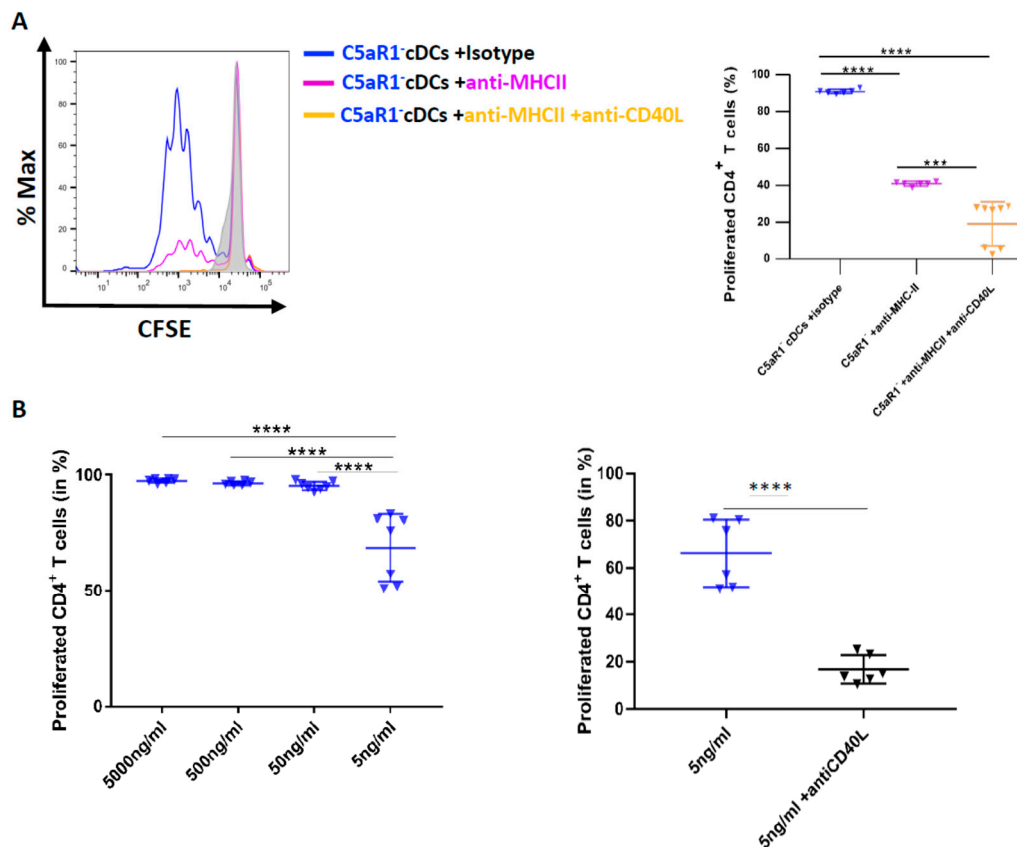 A
C5aR1⁻cDCs +Isotype
C5aR1⁻cDCs +anti-MHCII
C5aR1⁻cDCs +anti-MHCII +anti-CD40L
% Max
100
80
60
40
20
0
10¹ 10² 10³ 10⁴ 10⁵
CFSE
Proliferated CD4⁺ T cells (%)
100
80
60
40
20
0
****
****
***
C5aR1⁻cDCs +isotype
C5aR1⁻+anti-MHC-II
C5aR1⁻+anti-MHCII +anti-CD40L
B
Proliferated CD4⁺ T cells (in %)
100
50
0
****
****
****
5000ng/ml
500ng/ml
50ng/ml
5ng/ml
Proliferated CD4⁺ T cells (in %)
100
80
60
40
20
0
****
5ng/ml
5ng/ml +antiCD40L